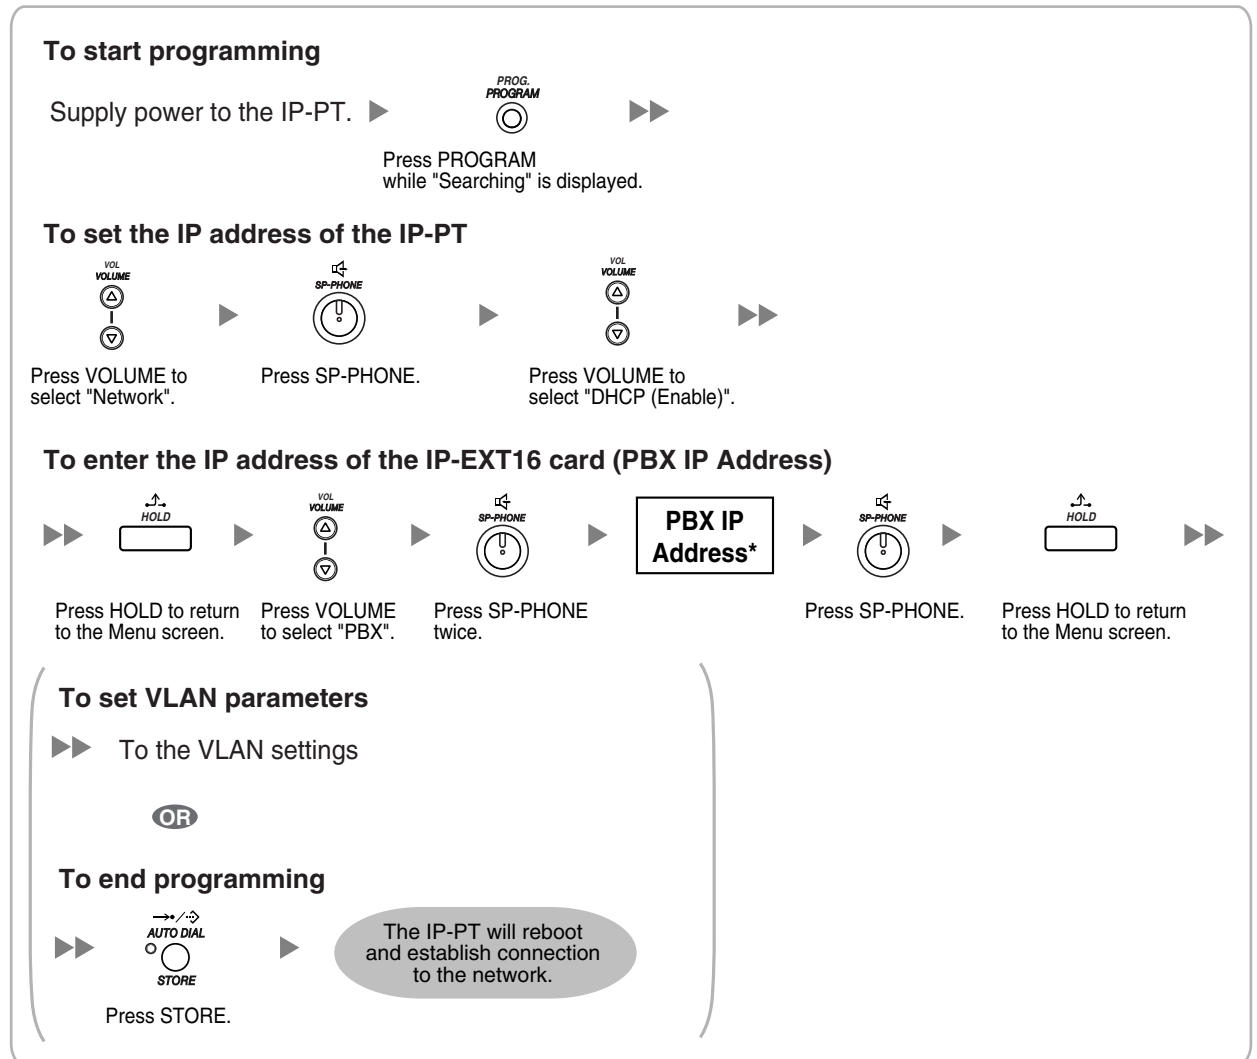 To start programming
Supply power to the IP-PT.
PROG.
PROGRAM
Press PROGRAM
while "Searching" is displayed.
To set the IP address of the IP-PT
VOL
VOLUME
SP-PHONE
VOL
VOLUME
Press VOLUME to
select "Network".
Press SP-PHONE.
Press VOLUME to
select "DHCP (Enable)".
To enter the IP address of the IP-EXT16 card (PBX IP Address)
HOLD
VOL
VOLUME
SP-PHONE
PBX IP
Address*
SP-PHONE
HOLD
Press HOLD to return
to the Menu screen.
Press VOLUME
to select "PBX".
Press SP-PHONE
twice.
Press SP-PHONE.
Press HOLD to return
to the Menu screen.
To set VLAN parameters
To the VLAN settings
OR
To end programming
AUTO DIAL
STORE
Press STORE.
The IP-PT will reboot
and establish connection
to the network.